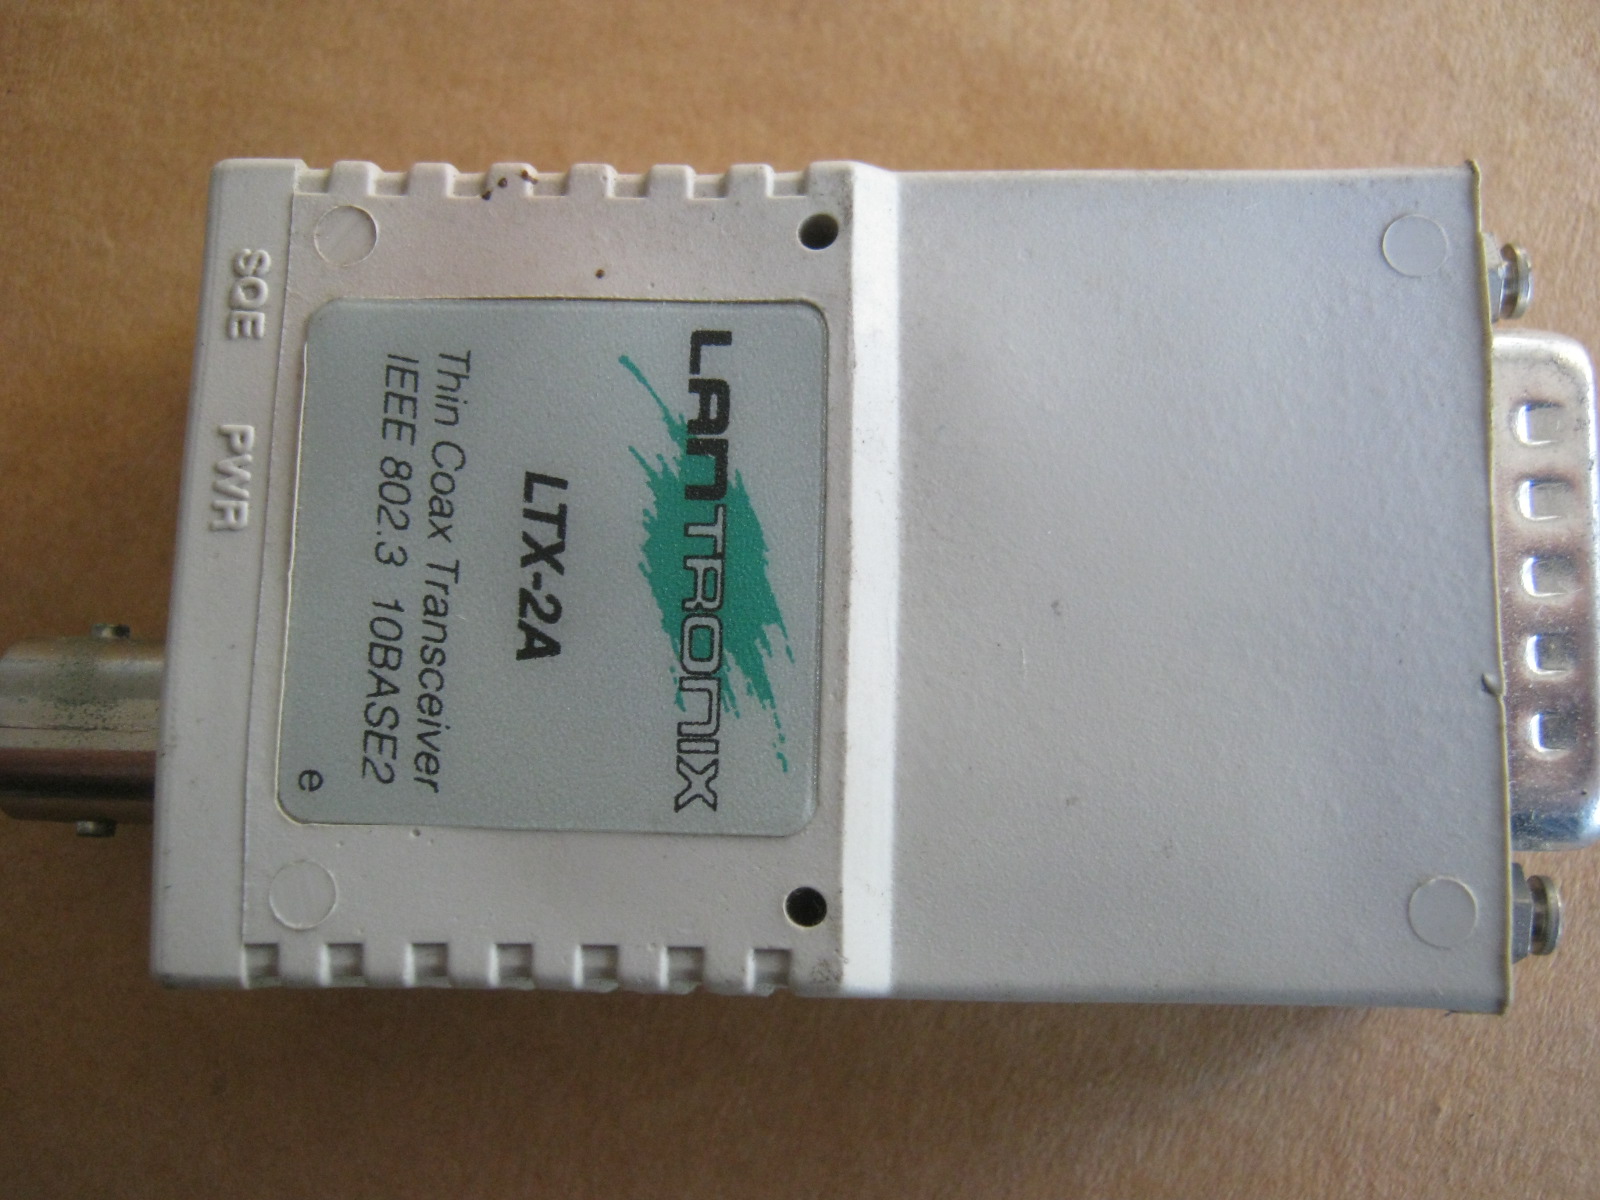 LANTRONIX
LTX-2A
Thin Coax Transceiver
IEEE 802.3 10BASE2
e
SQE PWR